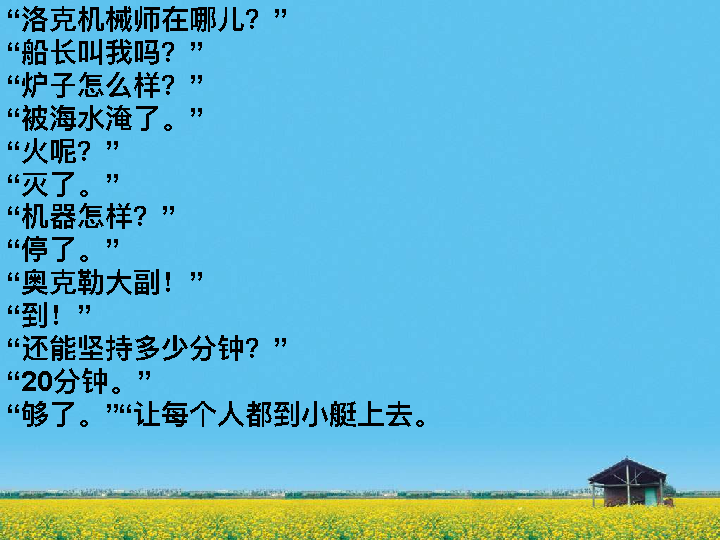 “洛克机械师在哪儿？”
“船长叫我吗？”
“炉子怎么样？”
“被海水淹了。”
“火呢？”
“灭了。”
“机器怎样？”
“停了。”
“奥克勒大副！”
“到！”
“还能坚持多少分钟？”
“20分钟。”
“够了。”“让每个人都到小艇上去。